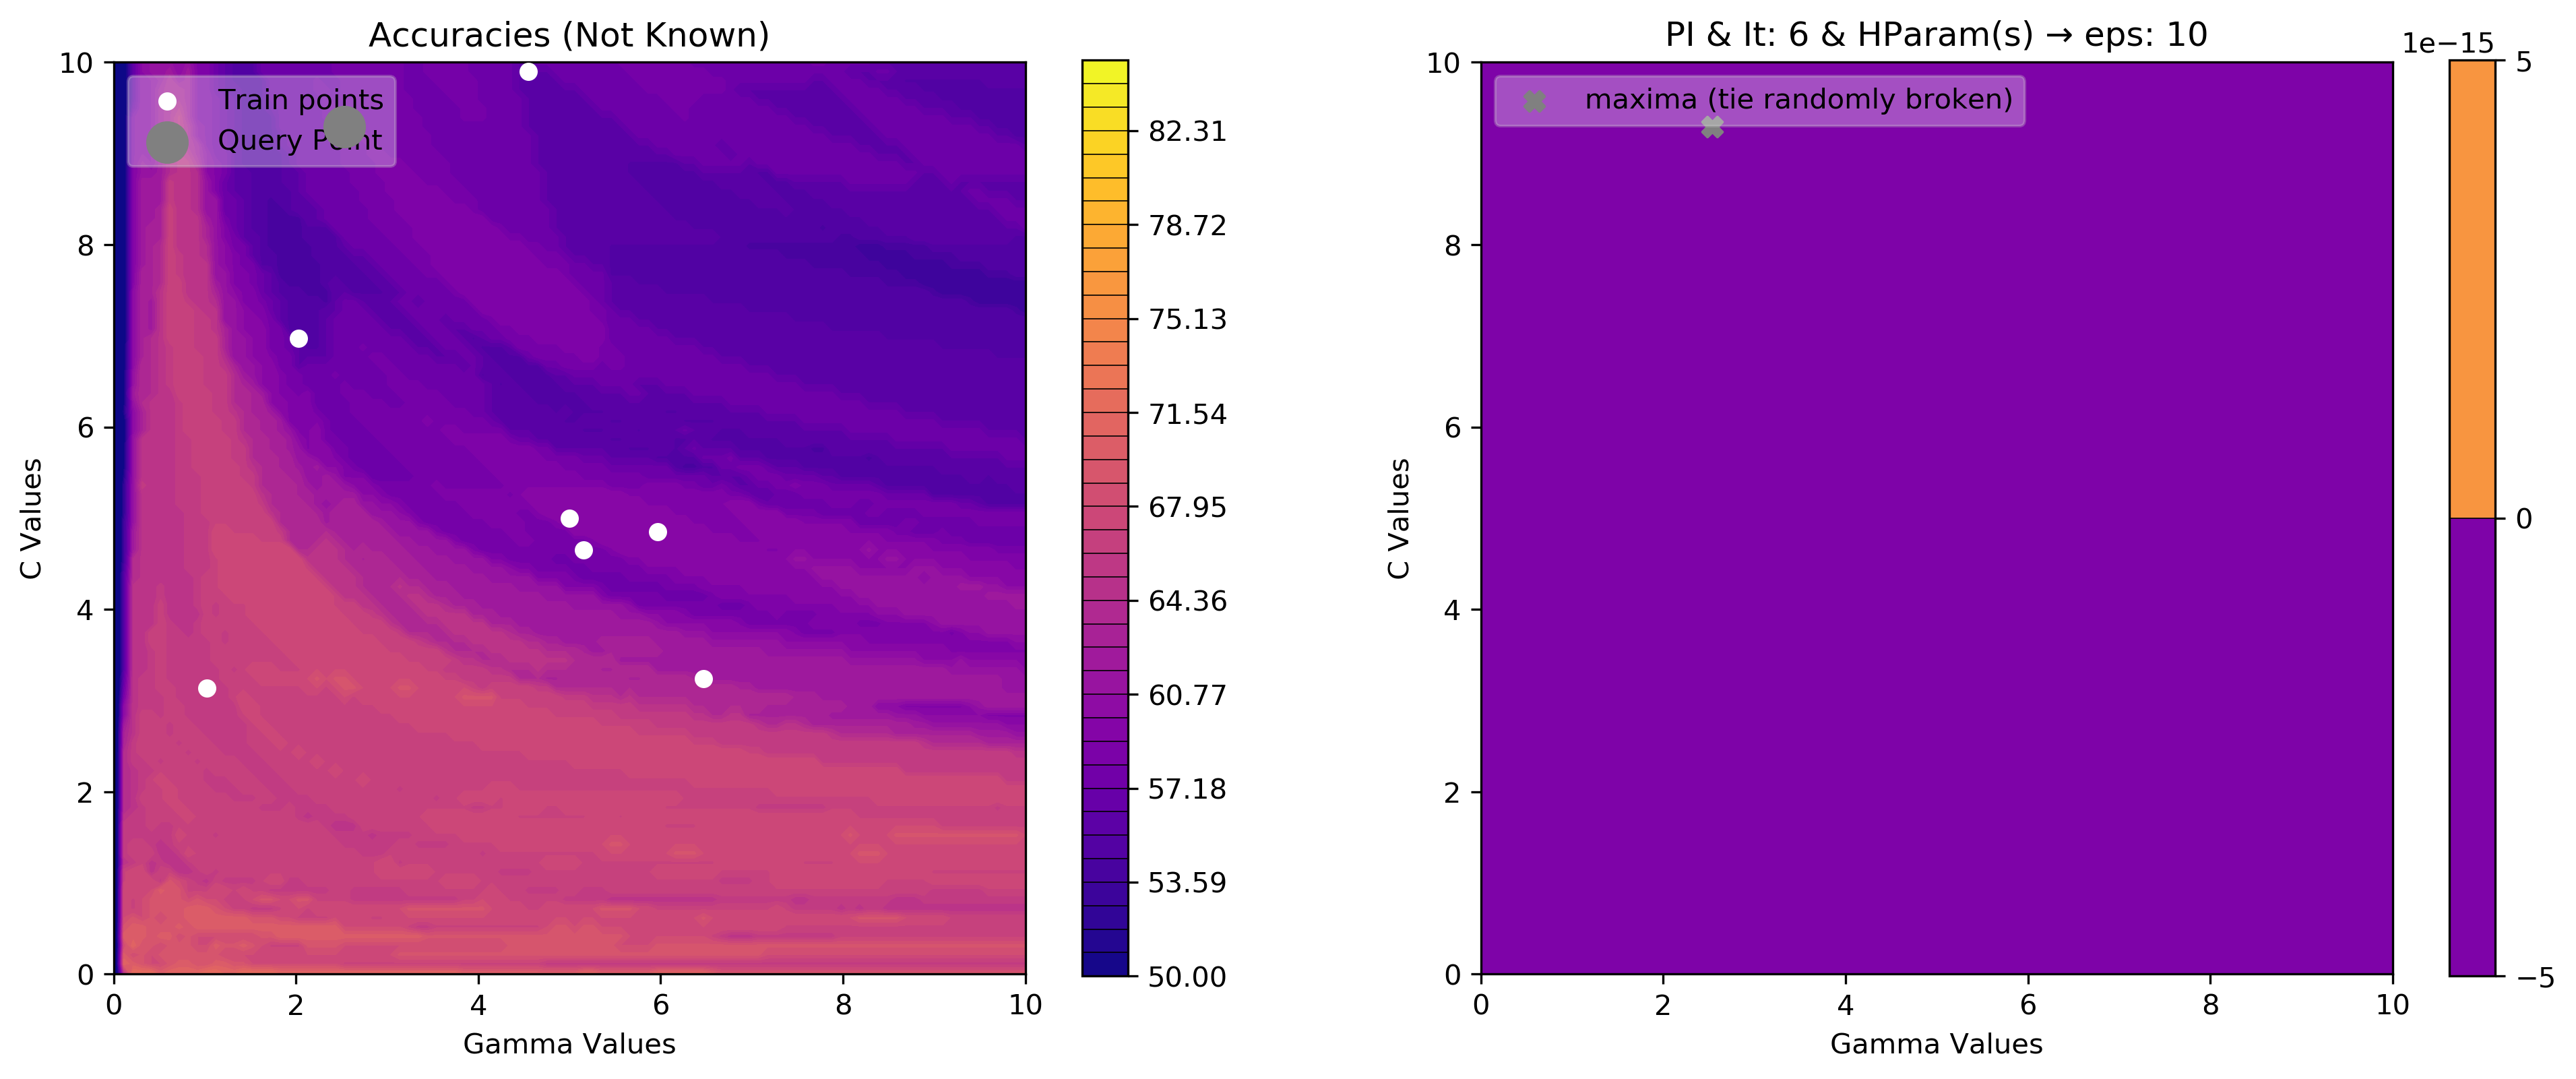 Accuracies (Not Known)
Train points
Query Point
10
8
6
4
2
0
C Values
0 2 4 6 8 10
Gamma Values
82.31
78.72
75.13
71.54
67.95
64.36
60.77
57.18
53.59
50.00
PI & It: 6 & HParam(s) → eps: 10
maxima (tie randomly broken)
10
8
6
4
2
0
C Values
0 2 4 6 8 10
Gamma Values
1e−15
5
0
−5